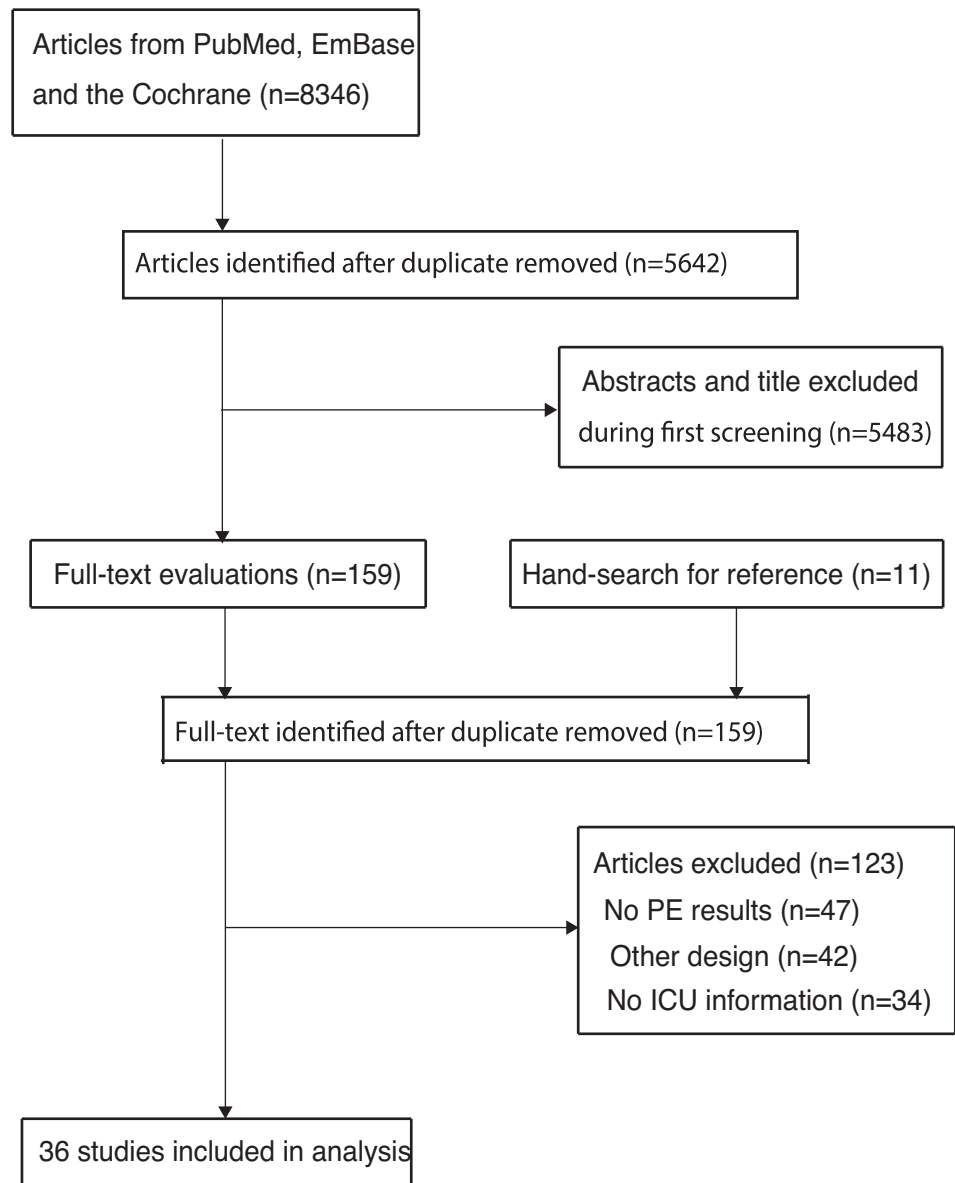 Articles from PubMed, EmBase
and the Cochrane (n=8346)
Articles identified after duplicate removed (n=5642)
Abstracts and title excluded
during first screening (n=5483)
Full-text evaluations (n=159)
Hand-search for reference (n=11)
Full-text identified after duplicate removed (n=159)
Articles excluded (n=123)
No PE results (n=47)
Other design (n=42)
No ICU information (n=34)
36 studies included in analysis